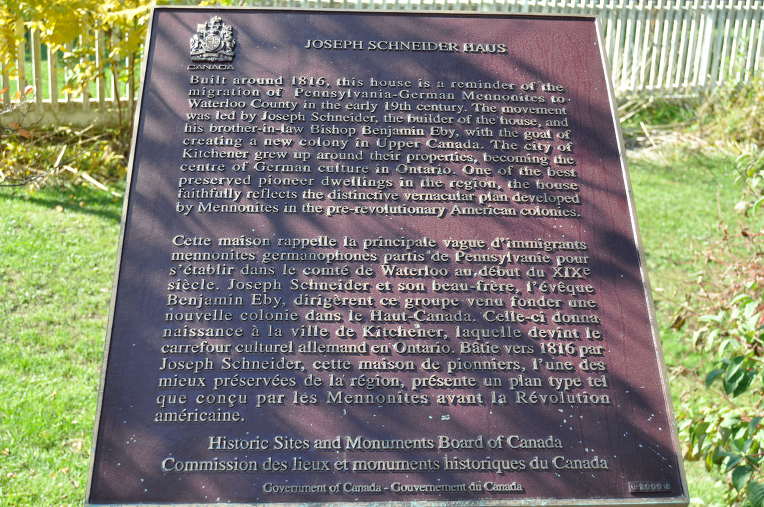 CANADA
JOSEPH SCHNEIDER HAUS
Built around 1816, this house is a reminder of the
migration of Pennsylvania-German Mennonites to
Waterloo County in the early 19th century. The movement
was led by Joseph Schneider, the builder of the house, and
his brother-in-law Bishop Benjamin Eby, with the goal of
creating a new colony in Upper Canada. The city of
Kitchener grew up around their properties, becoming the
centre of German culture in Ontario. One of the best
preserved pioneer dwellings in the region, the house
faithfully reflects the distinctive vernacular plan developed
by Mennonites in the pre-revolutionary American colonies.
Cette maison rappelle la principale vague d'immigrants
mennonites germanophones partis de Pennsylvanie pour
s'établir dans le comté de Waterloo au début du XIXe
siècle. Joseph Schneider et son beau-frère, l'évêque
Benjamin Eby, dirigèrent ce groupe venu fonder une
nouvelle colonie dans le Haut-Canada. Celle-ci donna
naissance à la ville de Kitchener, laquelle devint le
carrefour culturel allemand en Ontario. Bâtie vers 1816 par
Joseph Schneider, cette maison de pionniers, l'une des
mieux préservées de la région, présente un plan type tel
que conçu par les Mennonites avant la Révolution
américaine.
Historic Sites and Monuments Board of Canada
Commission des lieux et monuments historiques du Canada
Government of Canada - Gouvernement du Canada